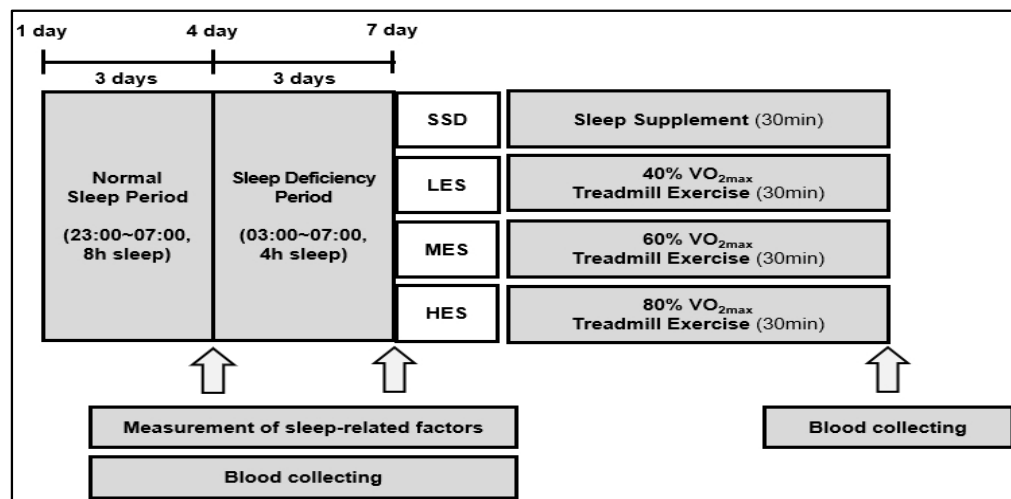 1 day 4 day 7 day
3 days 3 days
Normal
Sleep Period
(23:00~07:00,
8h sleep)
Sleep Deficiency
Period
(03:00~07:00,
4h sleep)
SSD
Sleep Supplement (30min)
LES
40% VO2max
Treadmill Exercise (30min)
MES
60% VO2max
Treadmill Exercise (30min)
HES
80% VO2max
Treadmill Exercise (30min)
Measurement of sleep-related factors
Blood collecting
Blood collecting